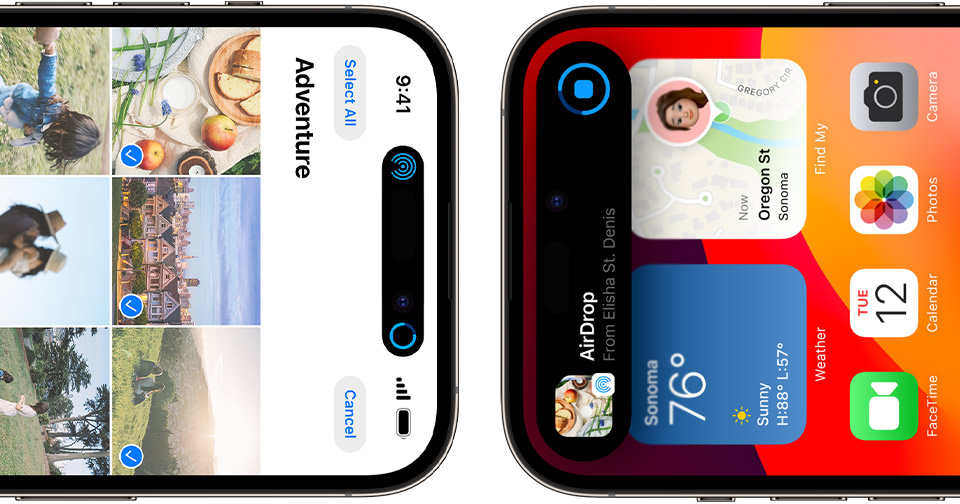 9:41
Select All
Cancel
Adventure
AirDrop
From Elisha St. Denis
GREGORY CIR
Now
Oregon St
Sonoma
Find My
Sonoma
76°
Sunny
H:88° L:57°
Weather
Camera
Photos
TUE
12
Calendar
FaceTime